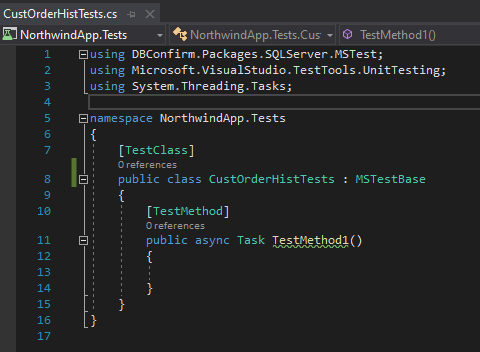 CustOrderHistTests.cs
NorthwindApp.Tests NorthwindApp.Tests.Cus TestMethod1()
1 using DBConfirm.Packages.SQLServer.MSTest;
2 using Microsoft.VisualStudio.TestTools.UnitTesting;
3 using System.Threading.Tasks;
4
5 namespace NorthwindApp.Tests
6 {
7 [TestClass]
0 references
8 public class CustOrderHistTests : MSTestBase
9 {
10 [TestMethod]
0 references
11 public async Task TestMethod1()
12 {
13
14 }
15 }
16 }
17